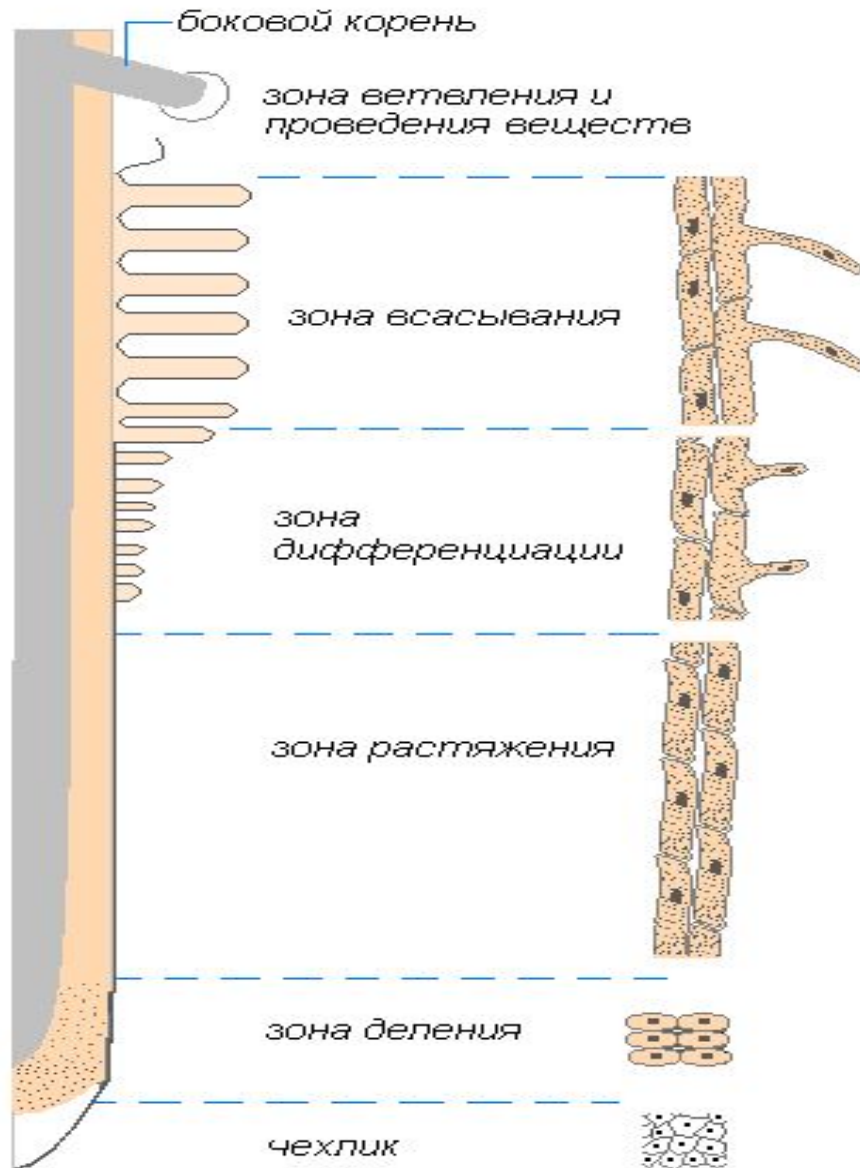 боковой корень
зона ветвления и
проведения веществ
зона всасывания
зона
дифференциации
зона растяжения
зона деления
чехлик